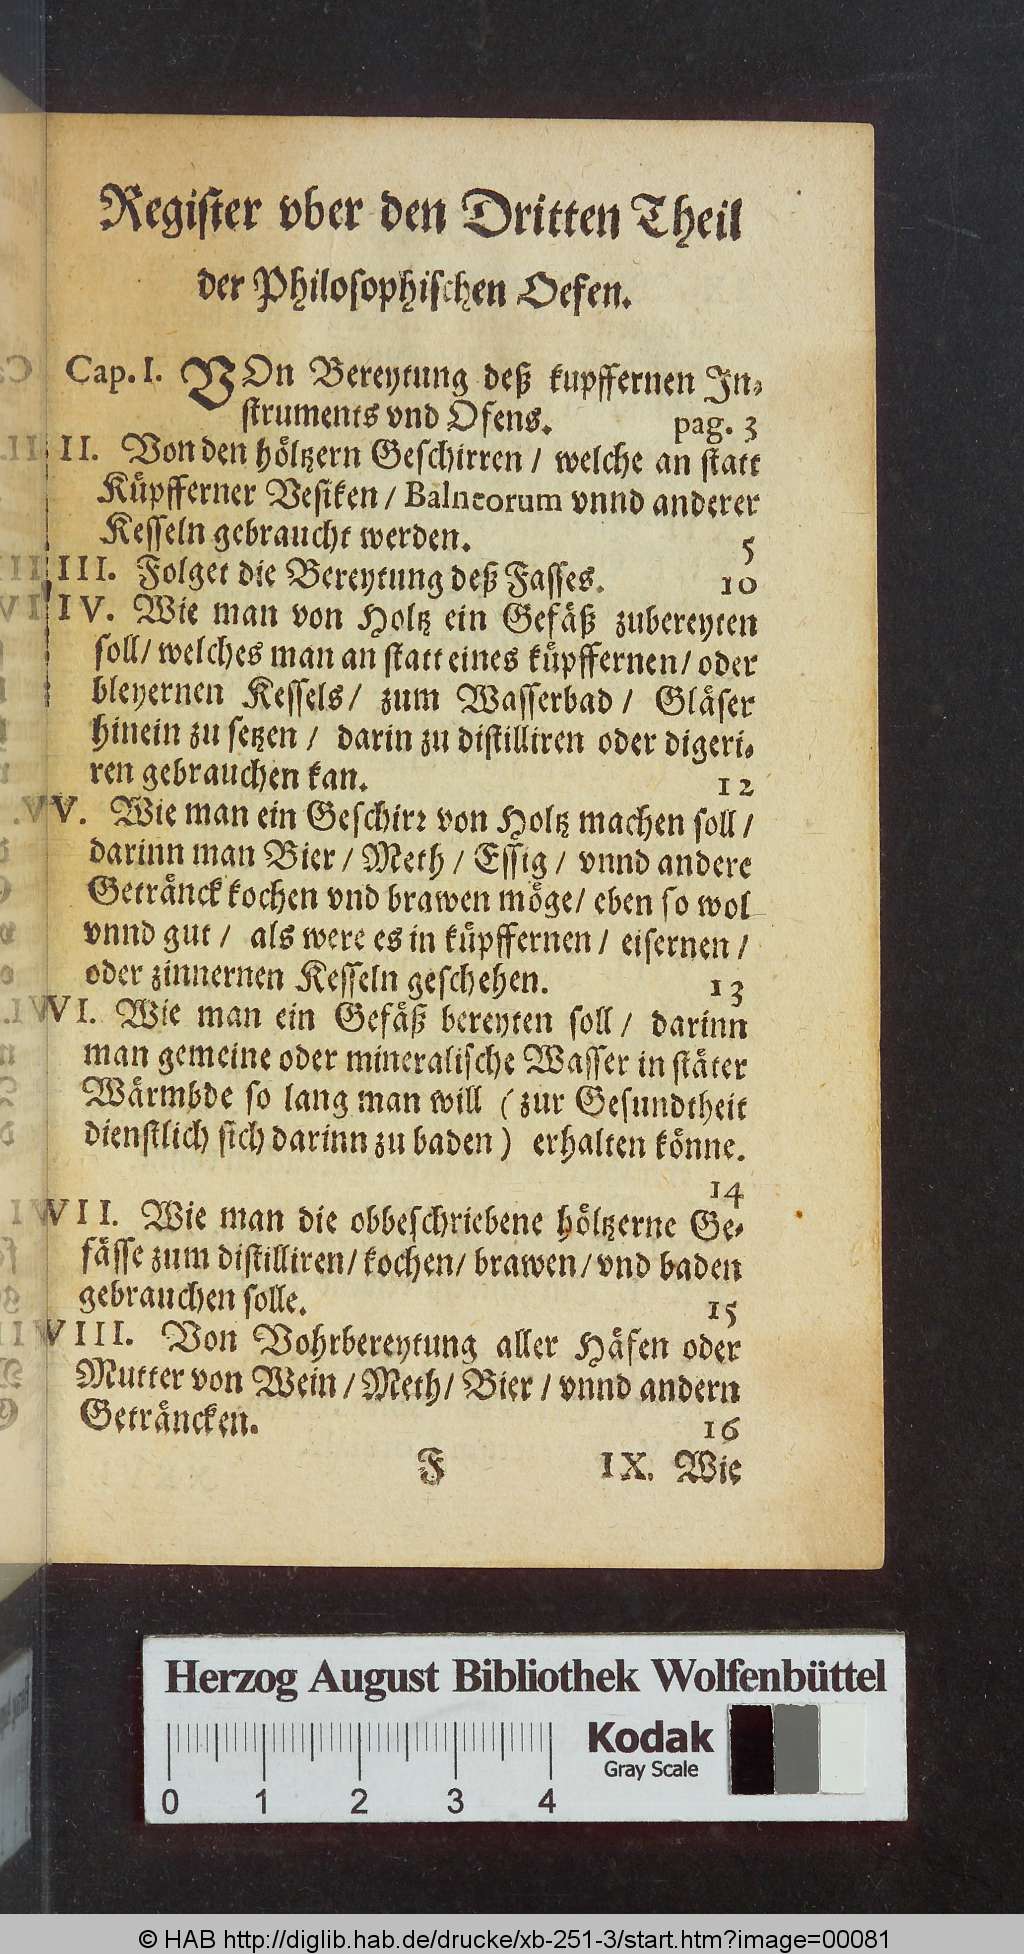 Register vber den Dritten Theil
der Philosophischen Oefen.
Cap. I. VOn Bereytung deß kupffernen In-
struments vnd Ofens. pag. 3
II. Von den höltzern Geschirren / welche an statt
Küpfferner Vesiken / Balneorum vnnd anderer
Kesseln gebraucht werden. 5
III. Folget die Bereytung deß Fasses. 10
IV. Wie man von Holtz ein Gefäß zubereyten
soll / welches man an statt eines küpffernen / oder
bleyernen Kessels / zum Wasserbad / Gläser
hinein zu setzen / darin zu distilliren oder digeri-
ren gebrauchen kan. 12
V. Wie man ein Geschirr von Holtz machen soll /
darinn man Bier / Meth / Essig / vnnd andere
Getränck kochen vnd brawen möge / eben so wol
vnnd gut / als were es in küpffernen / eisernen /
oder zinnernen Kesseln geschehen. 13
VI. Wie man ein Gefäß bereyten soll / darinn
man gemeine oder mineralische Wasser in stäter
Wärmbde so lang man will ( zur Gesundtheit
dienstlich sich darinn zu baden ) erhalten könne.
14
VII. Wie man die obbeschriebene höltzerne Ge-
fässe zum distilliren / kochen / brawen / vnd baden
gebrauchen solle. 15
VIII. Von Vohrbereytung aller Häfen oder
Mutter von Wein / Meth / Bier / vnnd andern
Geträncken. 16
F IX. Wie
Herzog August Bibliothek Wolfenbüttel
Kodak
Gray Scale
0 1 2 3 4
© HAB http://diglib.hab.de/drucke/xb-251-3/start.htm?image=00081